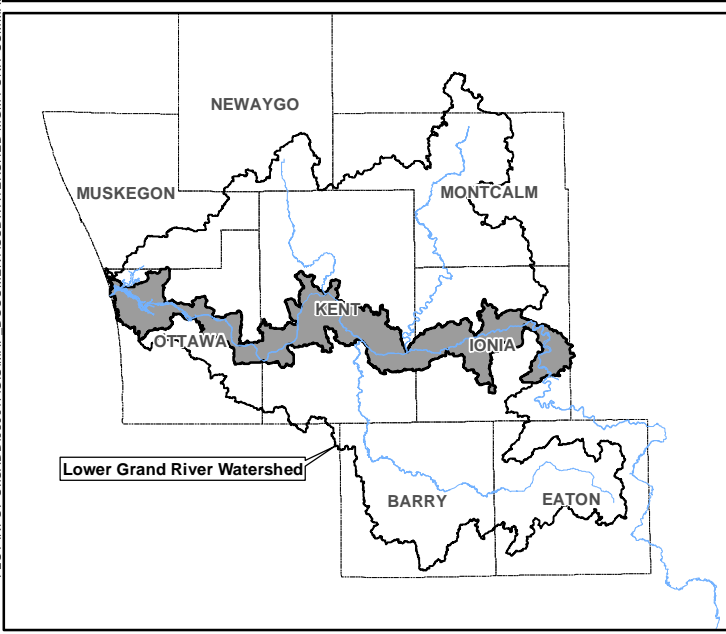 NEWAYGO
MUSKEGON
MONTCALM
KENT
OTTAWA
IONIA
Lower Grand River Watershed
BARRY
EATON